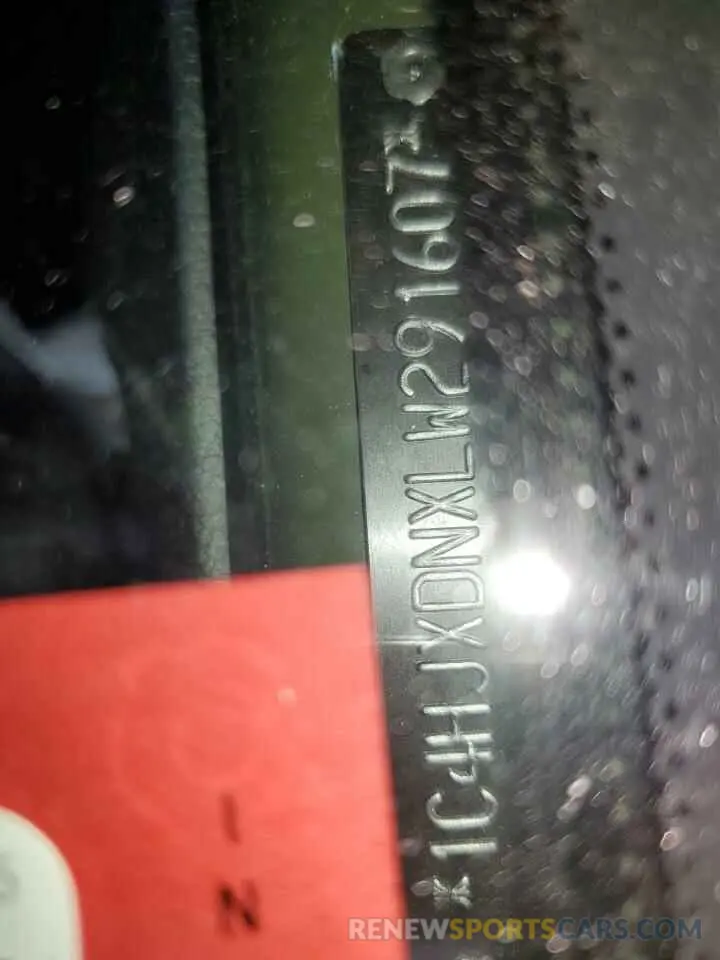 *1C4HJXDNXLW291607*
I
N
RENEWSPORTSCARS.COM